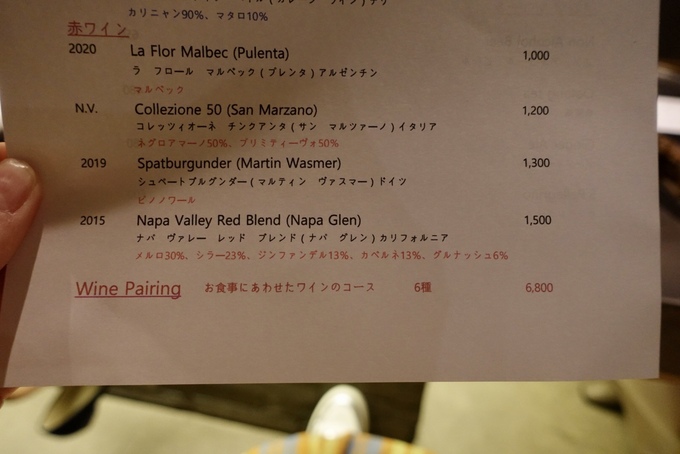 カリニャン90%、マタロ10%
赤ワイン
2020 La Flor Malbec (Pulenta) 1,000
ラ フロール マルベック ( プレンタ ) アルゼンチン
マルベック
N.V. Collezione 50 (San Marzano) 1,200
コレッツィオーネ チンクアンタ ( サン マルツァーノ ) イタリア
ネグロアマーノ50%、プリミティーヴォ50%
2019 Spatburgunder (Martin Wasmer) 1,300
シュペートブルグンダー ( マルティン ヴァスマー ) ドイツ
ピノノワール
2015 Napa Valley Red Blend (Napa Glen) 1,500
ナパ ヴァレー レッド ブレンド ( ナパ グレン ) カリフォルニア
メルロ30%、シラー23%、ジンファンデル13%、カベルネ13%、グルナッシュ6%
Wine Pairing お食事にあわせたワインのコース 6種 6,800